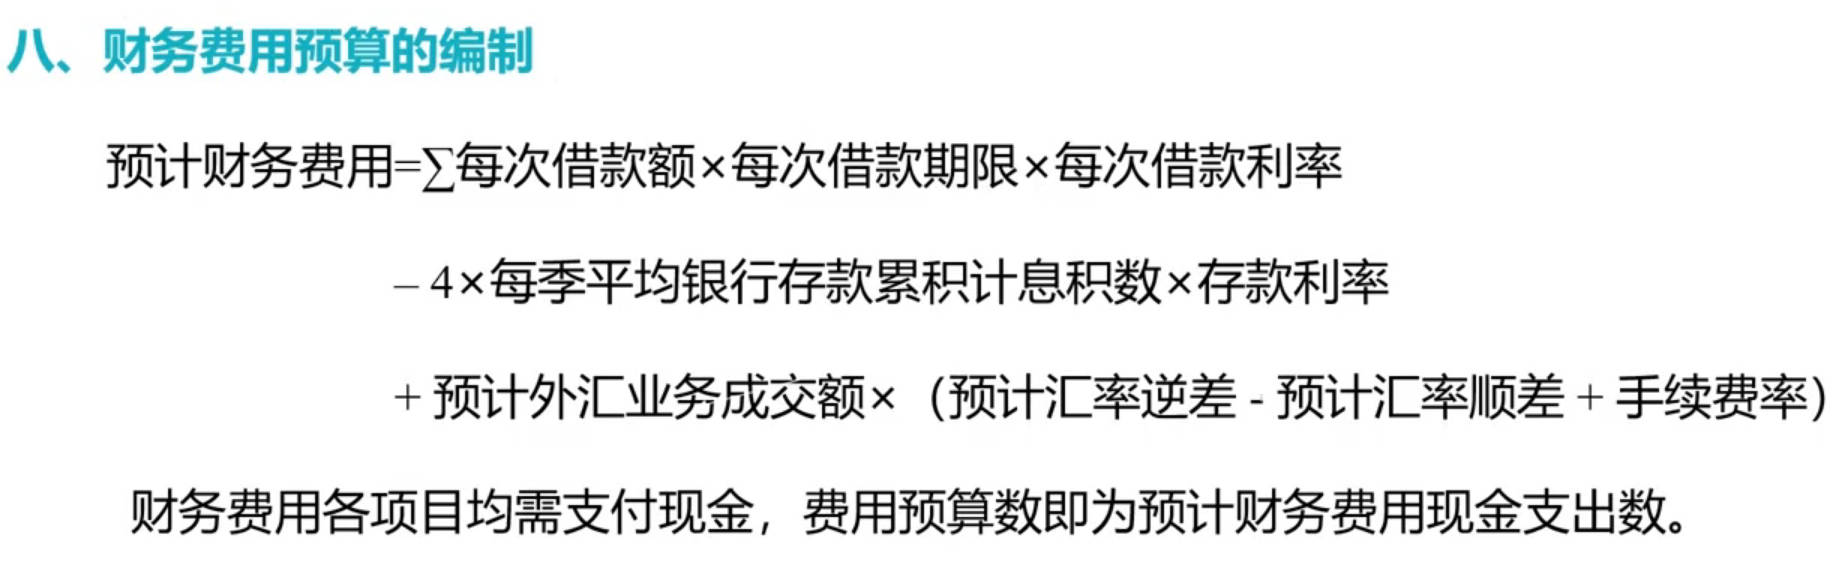 八、财务费用预算的编制
预计财务费用=∑每次借款额×每次借款期限×每次借款利率
– 4×每季平均银行存款累积计息积数×存款利率
+ 预计外汇业务成交额×（预计汇率逆差 - 预计汇率顺差 + 手续费率）
财务费用各项目均需支付现金，费用预算数即为预计财务费用现金支出数。